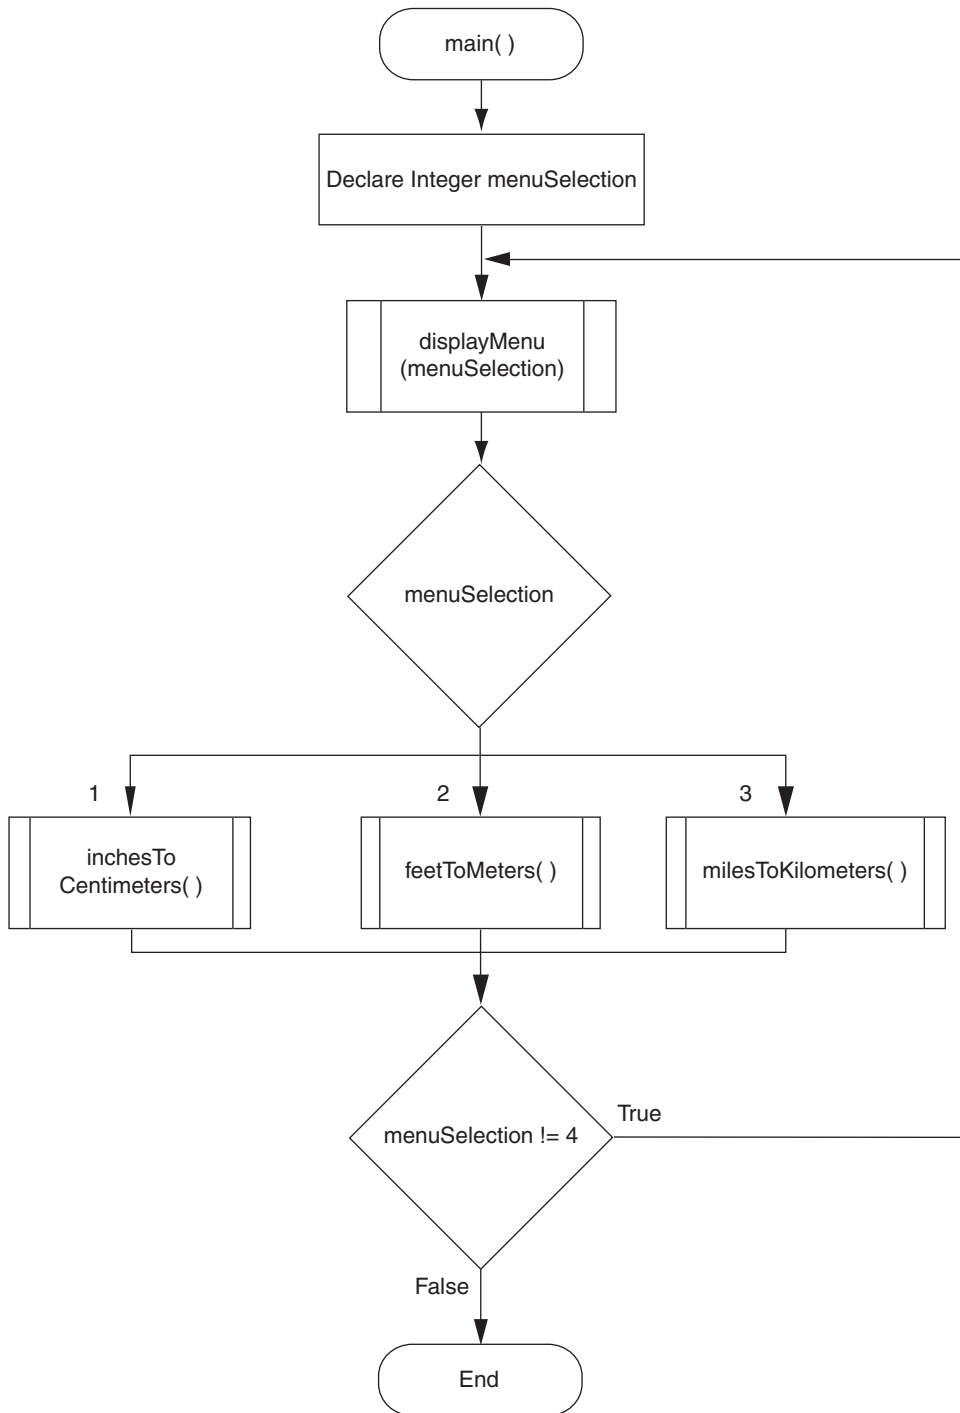 main( )
Declare Integer menuSelection
displayMenu
(menuSelection)
menuSelection
1
2
3
inchesTo
Centimeters( )
feetToMeters( )
milesToKilometers( )
menuSelection != 4
True
False
End